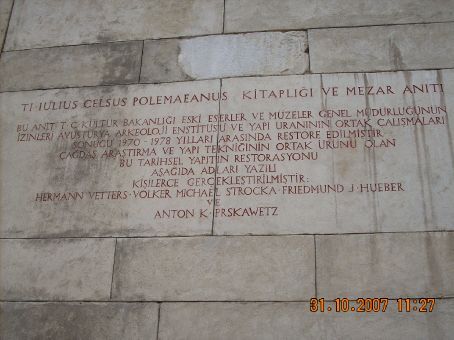 TI IULIUS CELSUS POLEMAEANUS KİTAPLIĞI VE MEZAR ANITI
BU ANIT T.C. KÜLTÜR BAKANLIĞI ESKİ ESERLER VE MÜZELER GENEL MÜDÜRLÜĞÜNÜN
İZİNLERİ AVUSTURYA ARKEOLOJİ ENSTİTÜSÜ VE YAPI URANININ ORTAK ÇALIŞMALARI
SONUCU 1970 - 1978 YILLARI ARASINDA RESTORE EDİLMİŞTİR.
ÇAĞDAŞ ARAŞTIRMA VE YAPI TEKNİĞİNİN ORTAK ÜRÜNÜ OLAN
BU TARİHSEL YAPITIN RESTORASYONU
AŞAĞIDA ADLARI YAZILI
KİŞİLERCE GERÇEKLEŞTİRİLMİŞTİR:
HERMANN VETTERS · VOLKER MICHAEL STROCKA · FRIEDMUND J · HUEBER
VE
ANTON K · PRSKAWETZ
31.10.2007 11:27